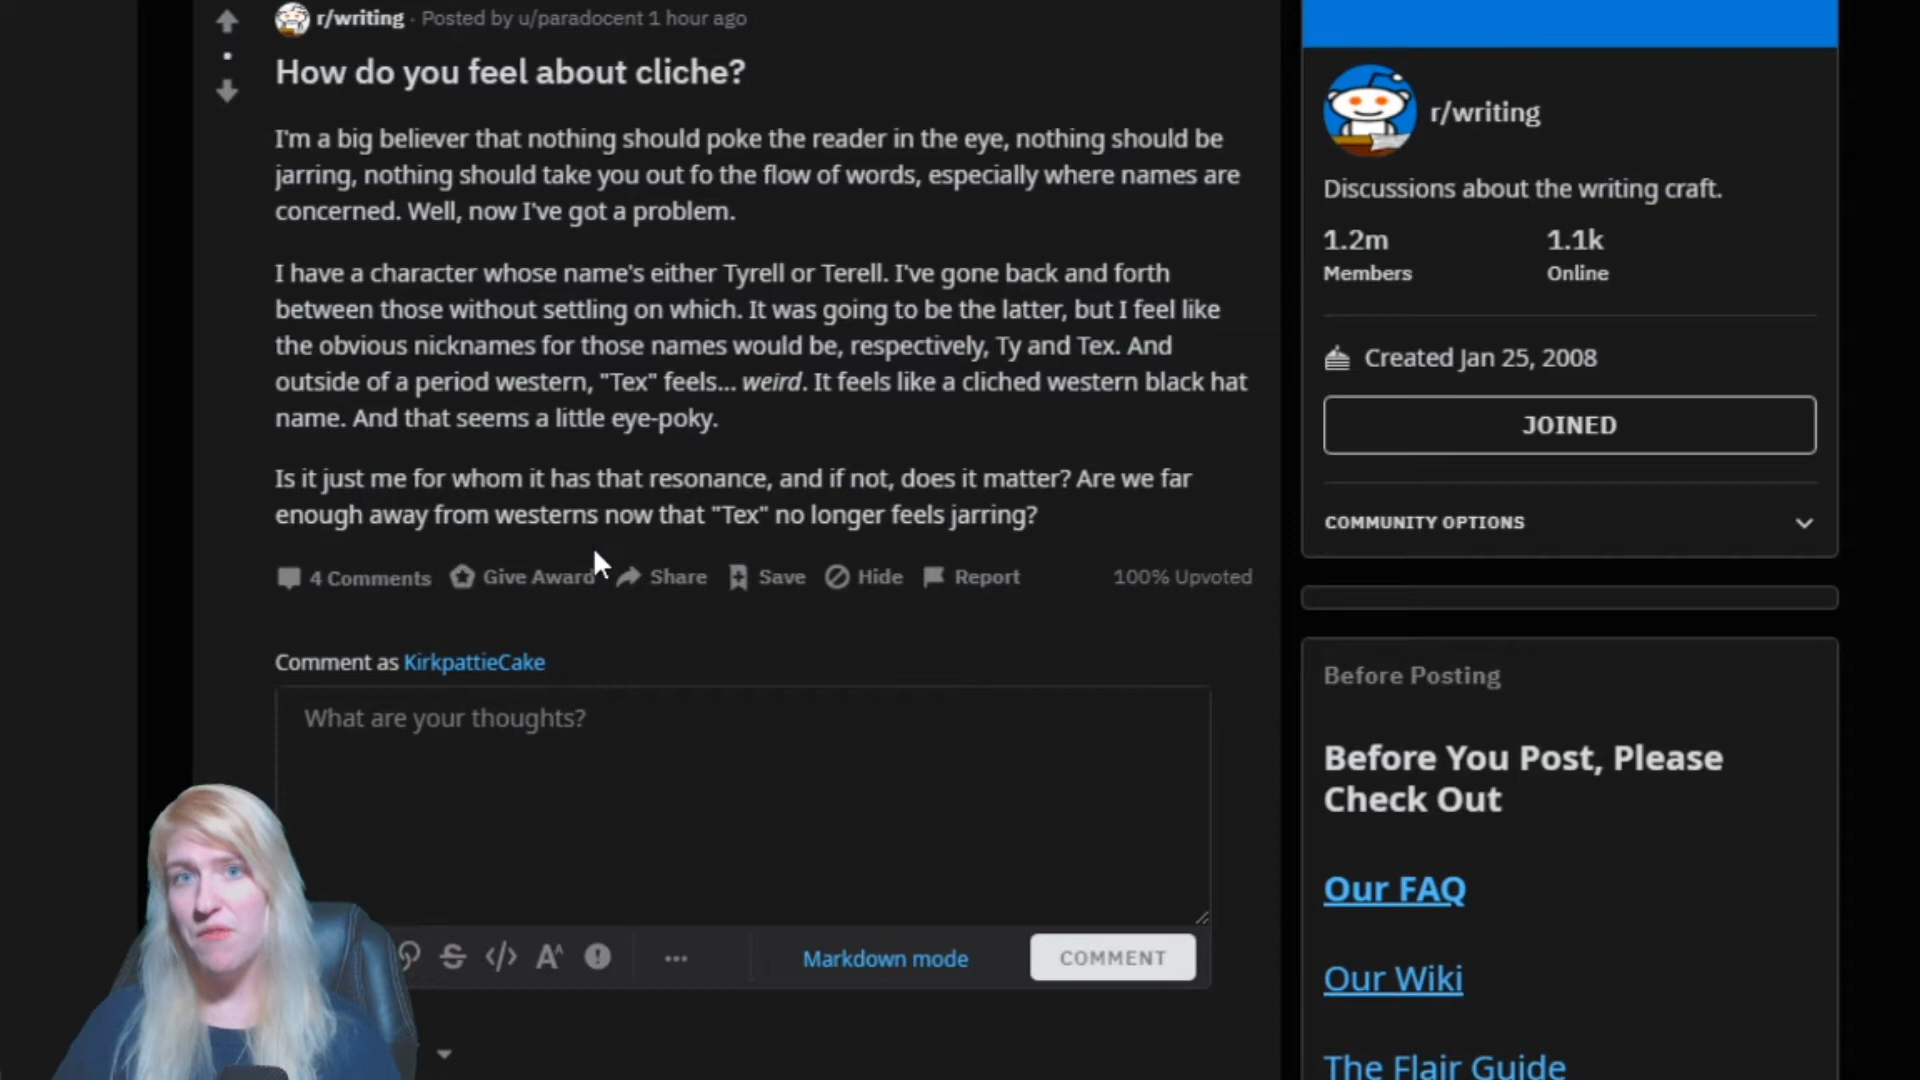 r/writing · Posted by u/paradocent 1 hour ago
How do you feel about cliche?
I'm a big believer that nothing should poke the reader in the eye, nothing should be
jarring, nothing should take you out fo the flow of words, especially where names are
concerned. Well, now I've got a problem.
I have a character whose name's either Tyrell or Terell. I've gone back and forth
between those without settling on which. It was going to be the latter, but I feel like
the obvious nicknames for those names would be, respectively, Ty and Tex. And
outside of a period western, "Tex" feels... weird. It feels like a cliched western black hat
name. And that seems a little eye-poky.
Is it just me for whom it has that resonance, and if not, does it matter? Are we far
enough away from westerns now that "Tex" no longer feels jarring?
4 Comments Give Award Share Save Hide Report 100% Upvoted
Comment as KirkpattieCake
What are your thoughts?
Markdown mode
COMMENT
r/writing
Discussions about the writing craft.
1.2m 1.1k
Members Online
Created Jan 25, 2008
JOINED
COMMUNITY OPTIONS
Before Posting
Before You Post, Please
Check Out
Our FAQ
Our Wiki
The Flair Guide